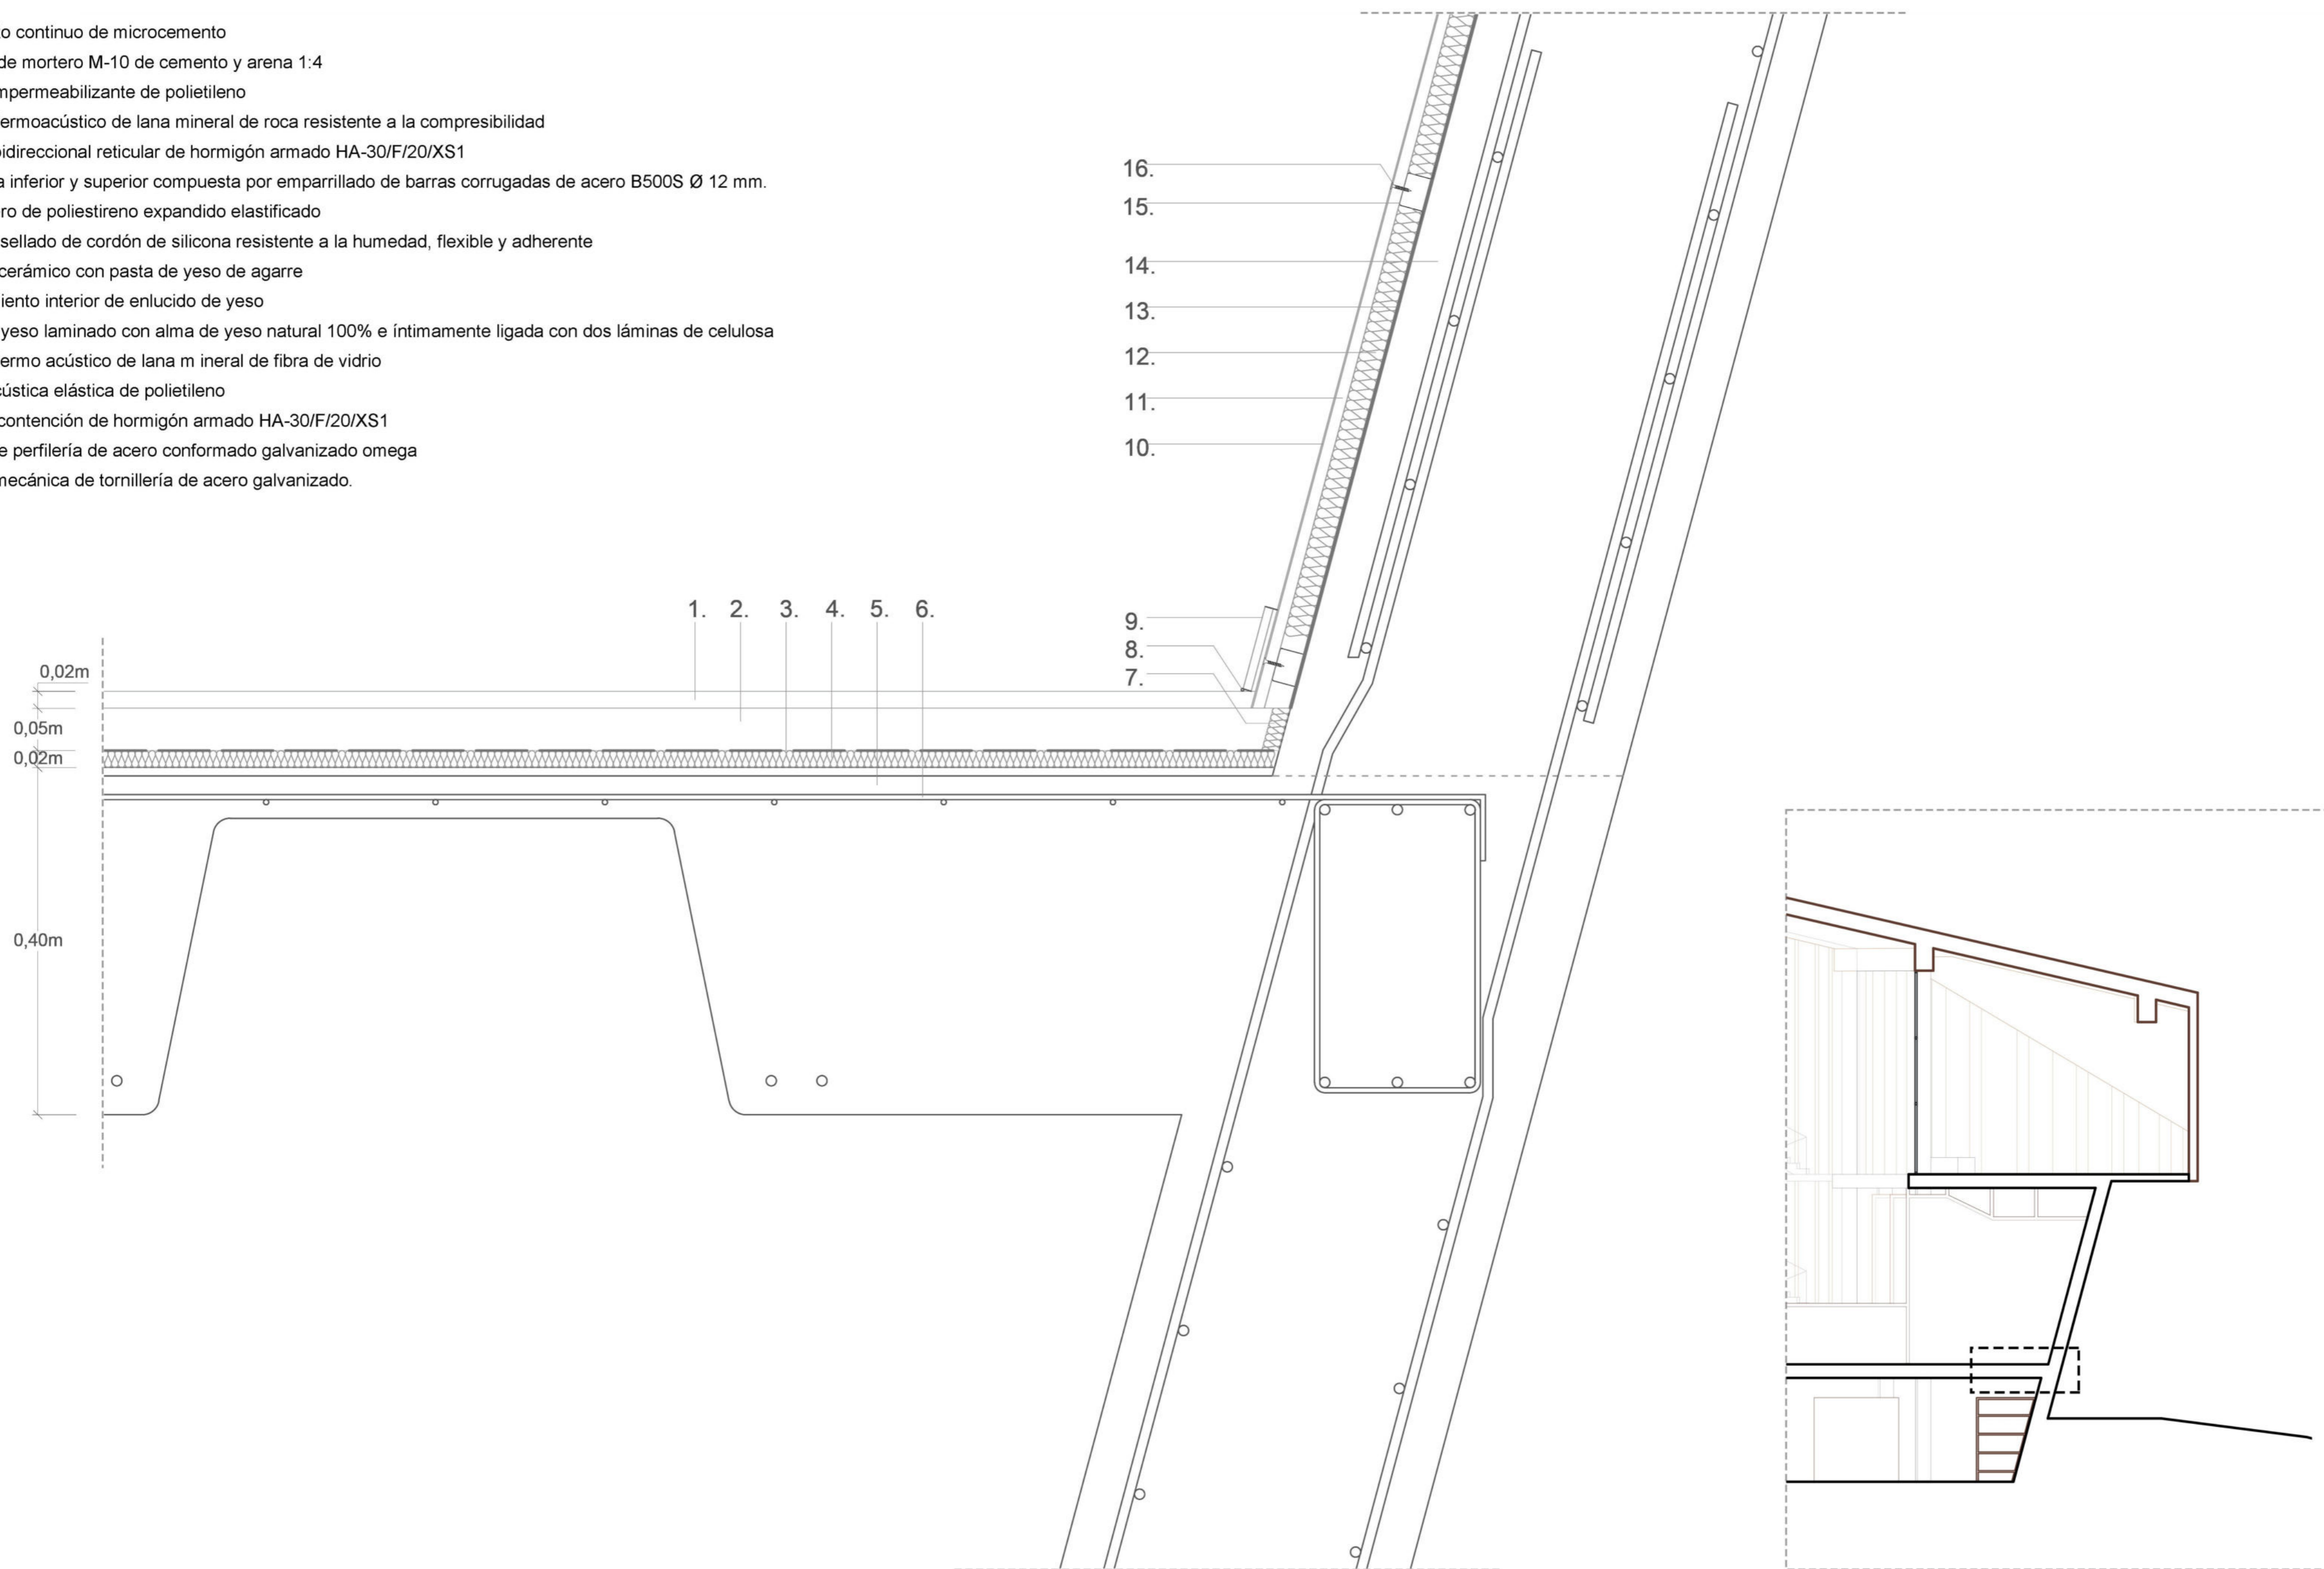 o continuo de microcemento
de mortero M-10 de cemento y arena 1:4
mpermeabilizante de polietileno
ermoacústico de lana mineral de roca resistente a la compresibilidad
bidireccional reticular de hormigón armado HA-30/F/20/XS1
a inferior y superior compuesta por emparrillado de barras corrugadas de acero B500S Ø 12 mm.
ro de poliestireno expandido elastificado
sellado de cordón de silicona resistente a la humedad, flexible y adherente
cerámico con pasta de yeso de agarre
iento interior de enlucido de yeso
yeso laminado con alma de yeso natural 100% e íntimamente ligada con dos láminas de celulosa
ermo acústico de lana m ineral de fibra de vidrio
cústica elástica de polietileno
contención de hormigón armado HA-30/F/20/XS1
e perfilería de acero conformado galvanizado omega
mecánica de tornillería de acero galvanizado.
16.
15.
14.
13.
12.
11.
10.
9.
8.
7.
1. 2. 3. 4. 5. 6.
0,02m
0,05m
0,02m
0,40m